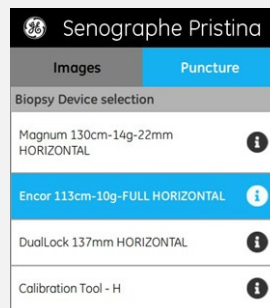 Senographe Pristina
Images
Puncture
Biopsy Device selection
Magnum 130cm-14g-22mm
HORIZONTAL
Encor 113cm-10g-FULL HORIZONTAL
DualLock 137mm HORIZONTAL
Calibration Tool - H